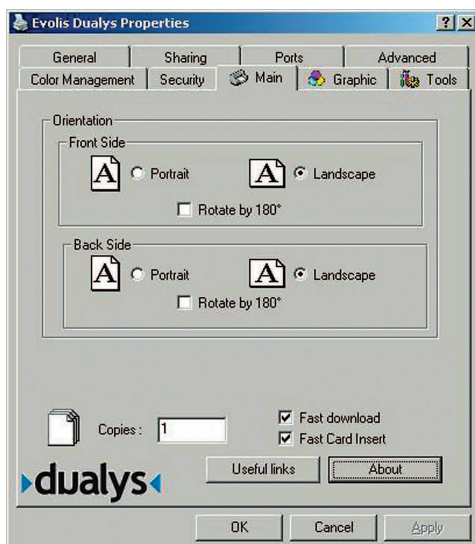 Evolis Dualys Properties
General Sharing Ports Advanced
Color Management Security Main Graphic Tools
Orientation
Front Side
A Portrait A Landscape
Rotate by 180°
Back Side
A Portrait A Landscape
Rotate by 180°
Fast download
Copies : 1
Fast Card Insert
Useful links About
dualys
OK Cancel Apply